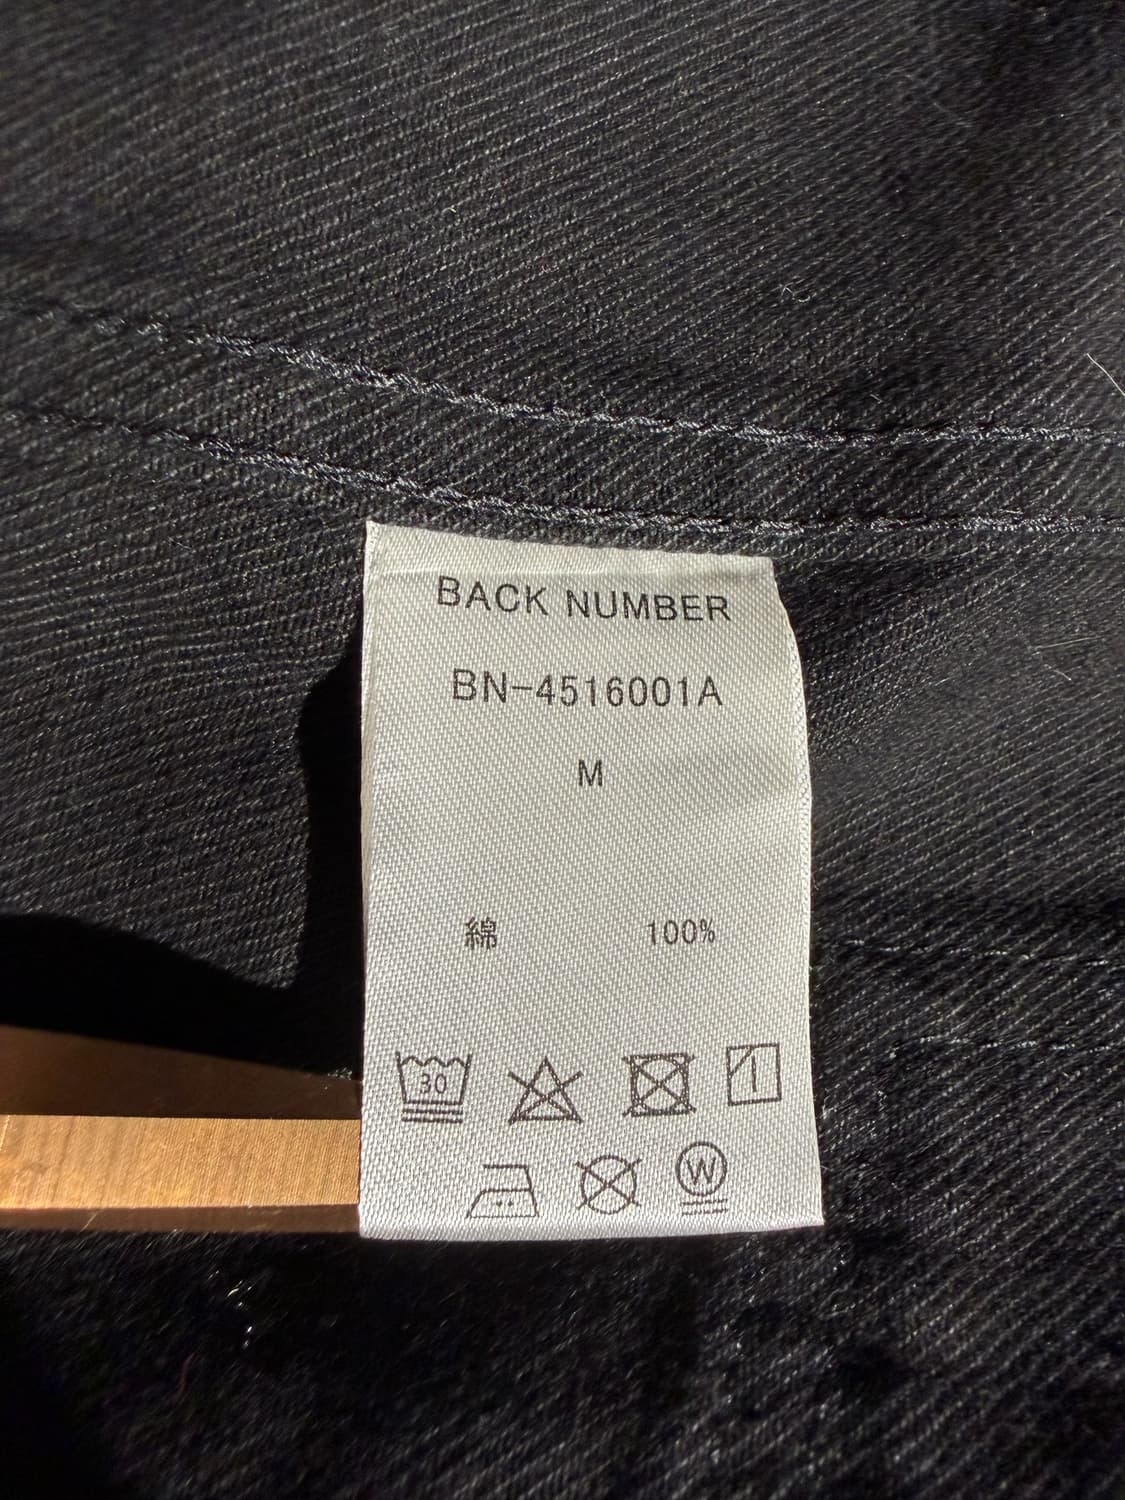 BACK NUMBER
BN-4516001A
M
綿 100%
30
W